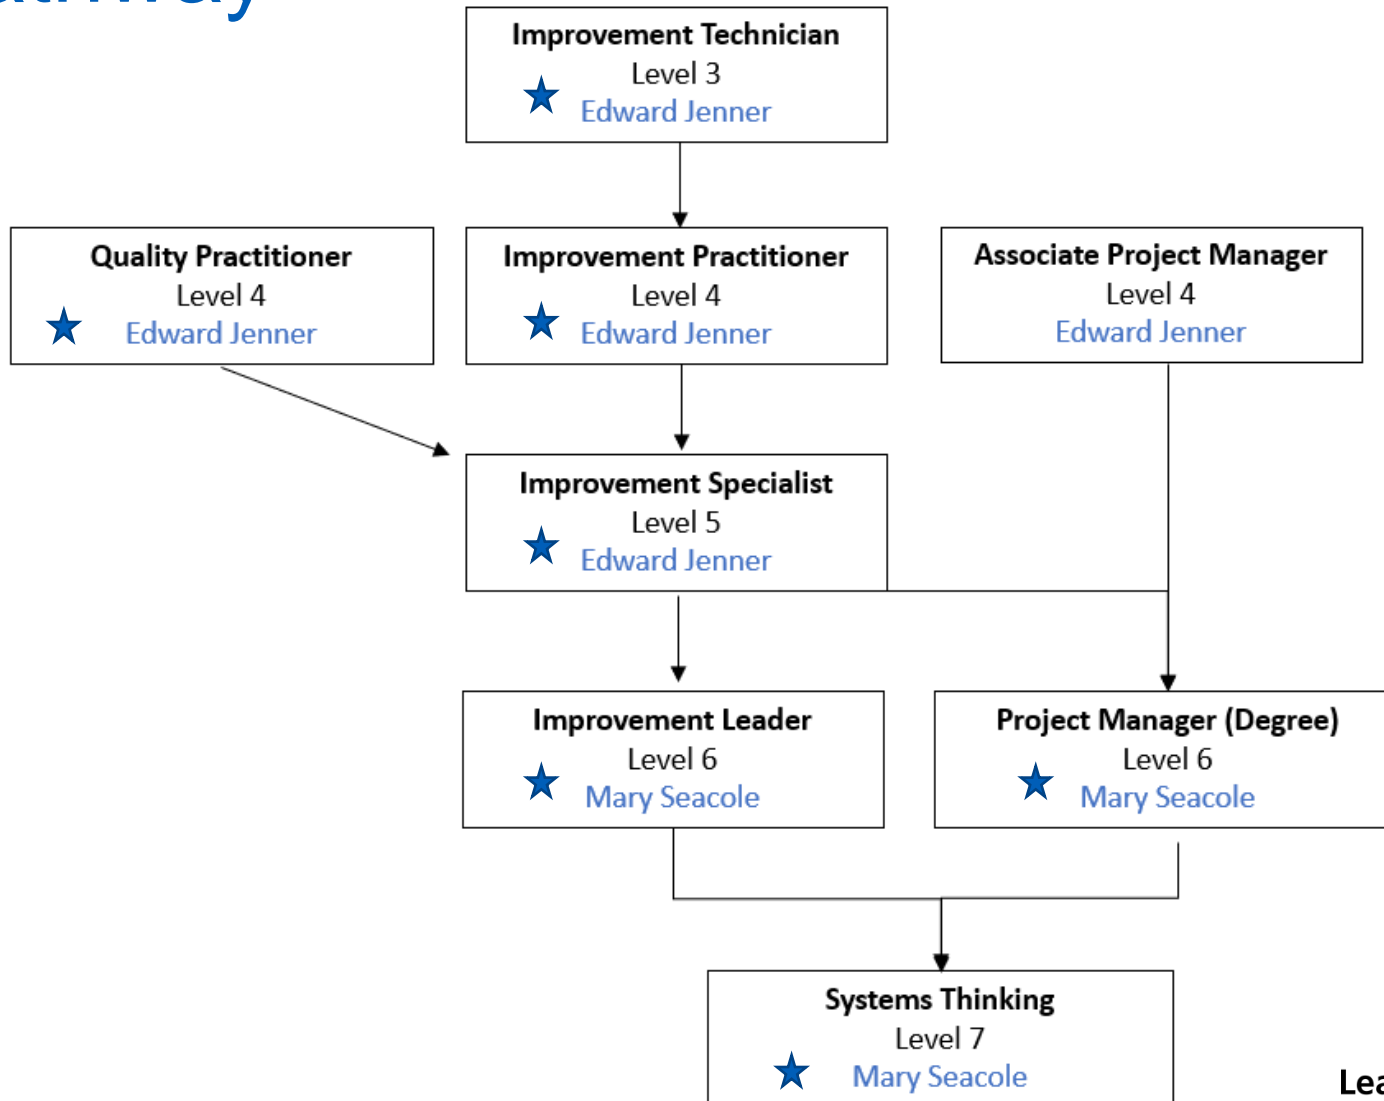 Improvement Technician
Level 3
Edward Jenner
Quality Practitioner
Level 4
Edward Jenner
Improvement Practitioner
Level 4
Edward Jenner
Associate Project Manager
Level 4
Edward Jenner
Improvement Specialist
Level 5
Edward Jenner
Improvement Leader
Level 6
Mary Seacole
Project Manager (Degree)
Level 6
Mary Seacole
Systems Thinking
Level 7
Mary Seacole